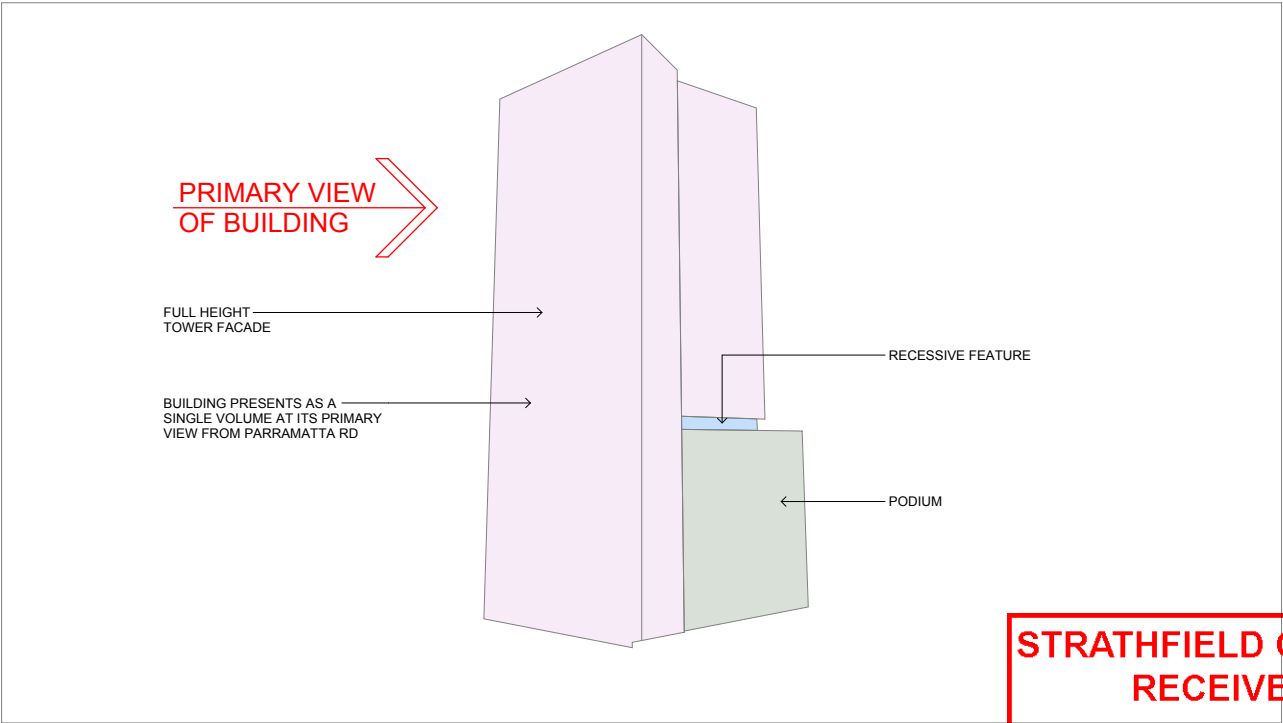 PRIMARY VIEW
OF BUILDING
FULL HEIGHT
TOWER FACADE
BUILDING PRESENTS AS A
SINGLE VOLUME AT ITS PRIMARY
VIEW FROM PARRAMATTA RD
RECESSIVE FEATURE
PODIUM
STRATHFIELD